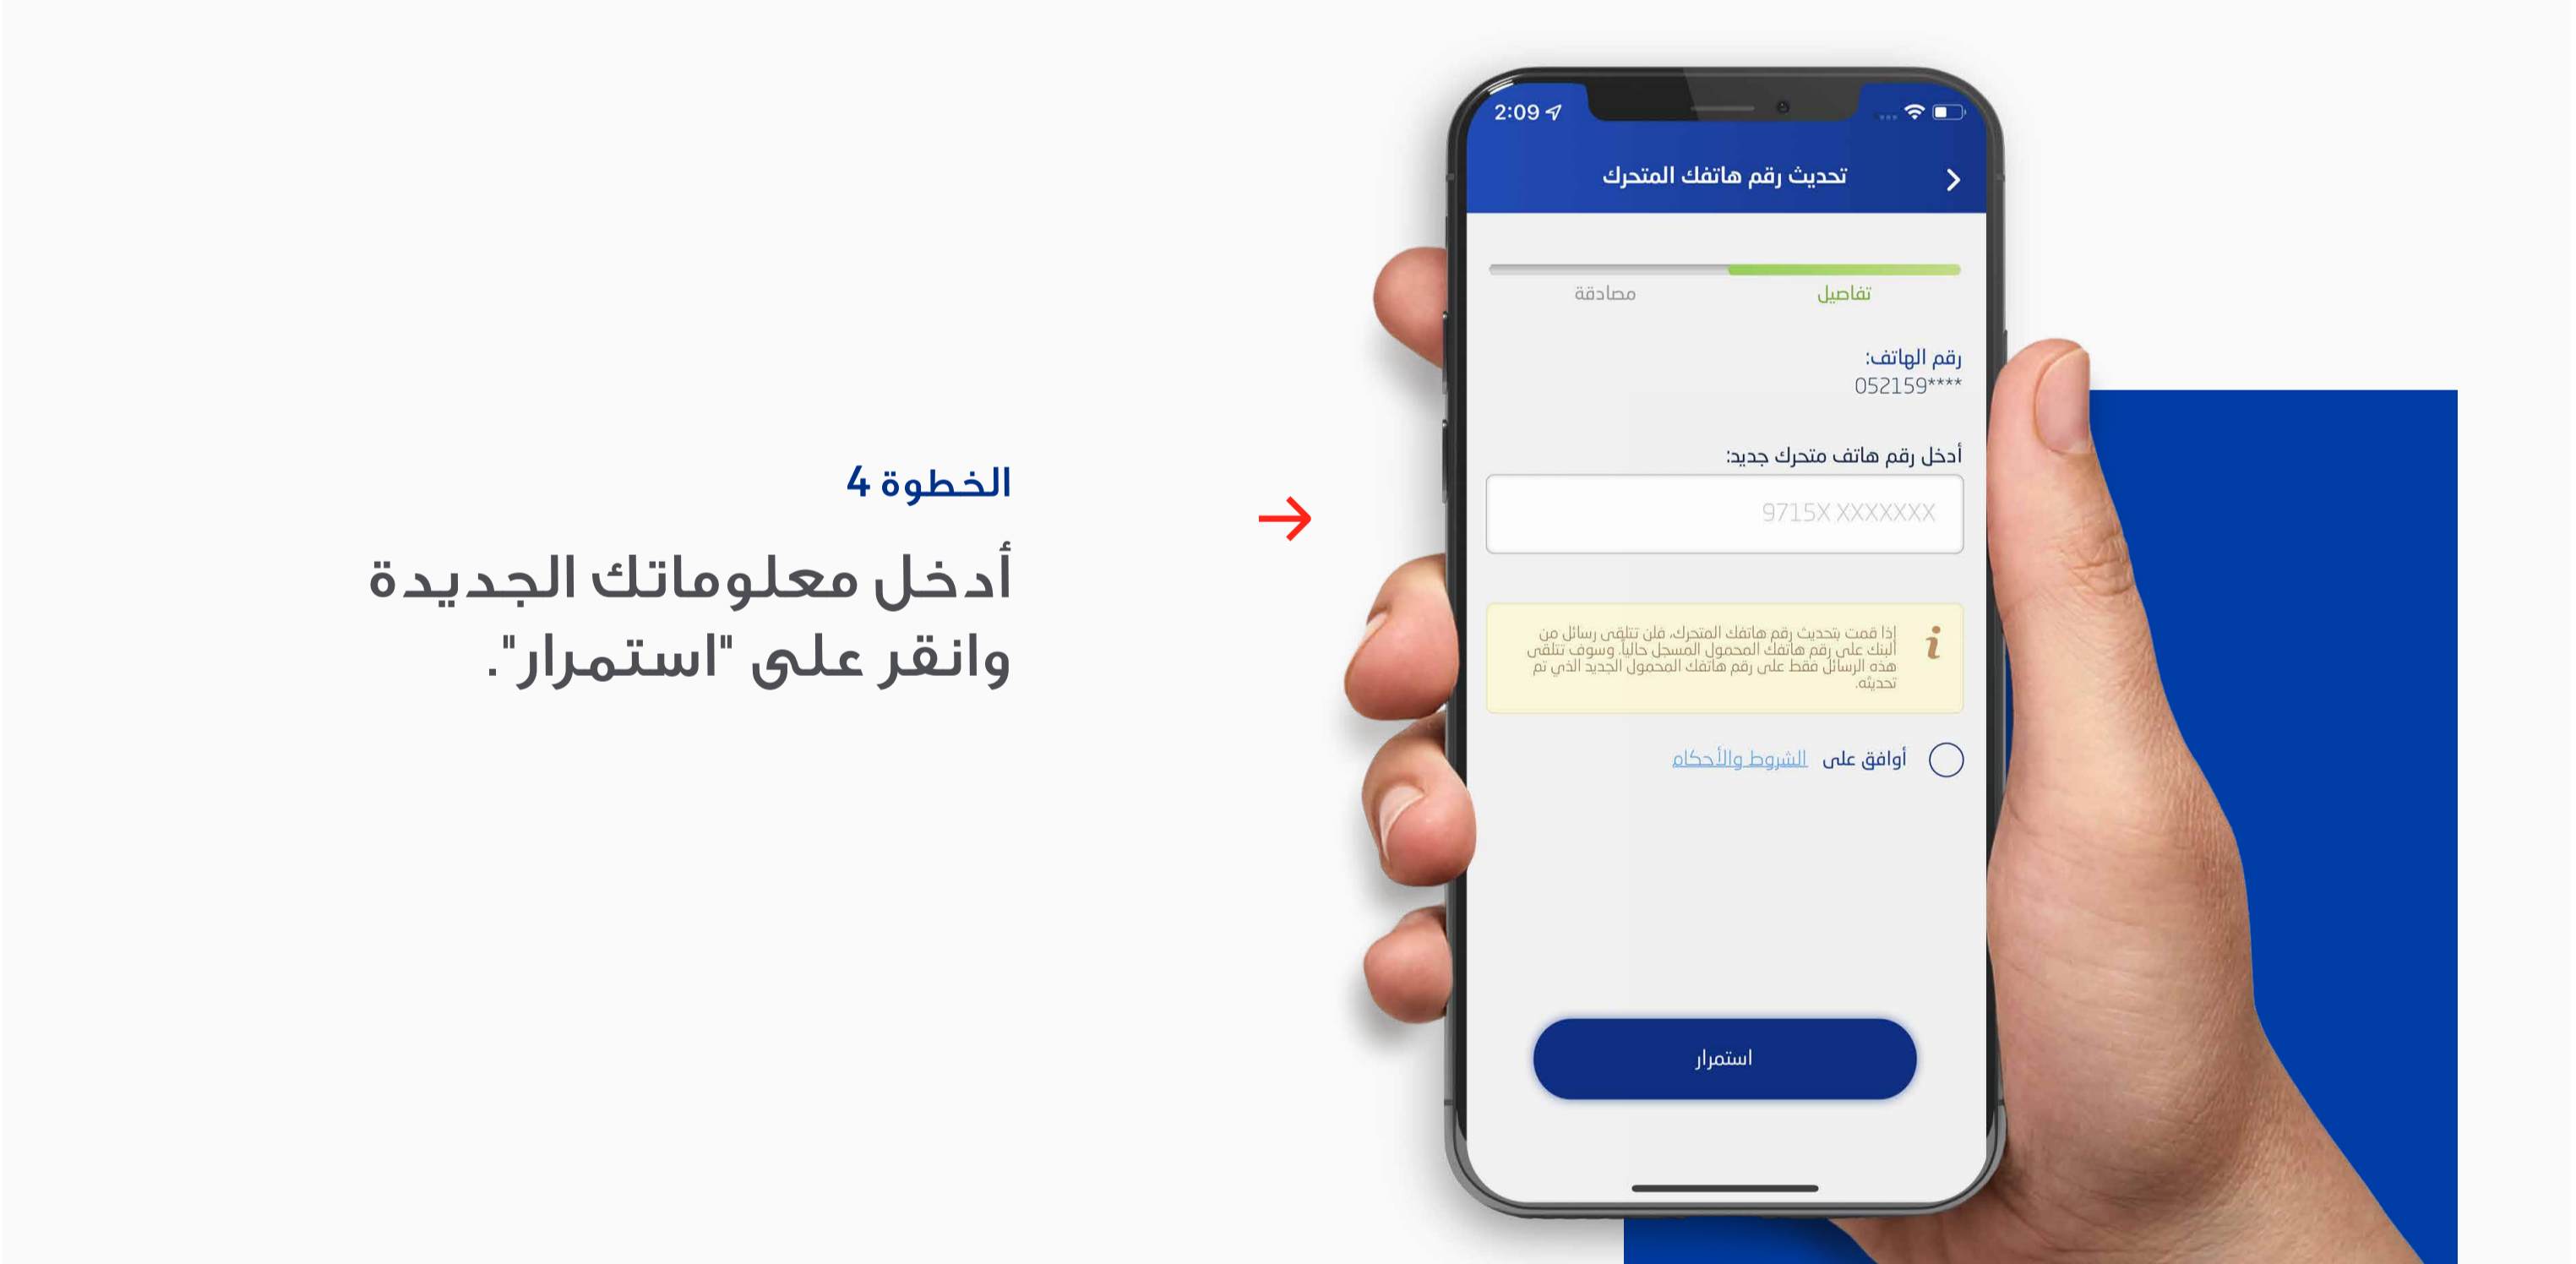 الخطوة 4
أدخل معلوماتك الجديدة
وانقر على "استمرار".
2:09
تحديث رقم هاتفك المتحرك
تفاصيل
مصادقة
رقم الهاتف:
052159****
أدخل رقم هاتف متحرك جديد:
9715X XXXXXXX
إذا قمت بتحديث رقم هاتفك المتحرك، فلن تتلقى رسائل من
البنك على رقم هاتفك المحمول المسجل حالياً. وسوف تتلقى
هذه الرسائل فقط على رقم هاتفك المحمول الجديد الذي تم
تحديثه.
أوافق على الشروط والأحكام
استمرار